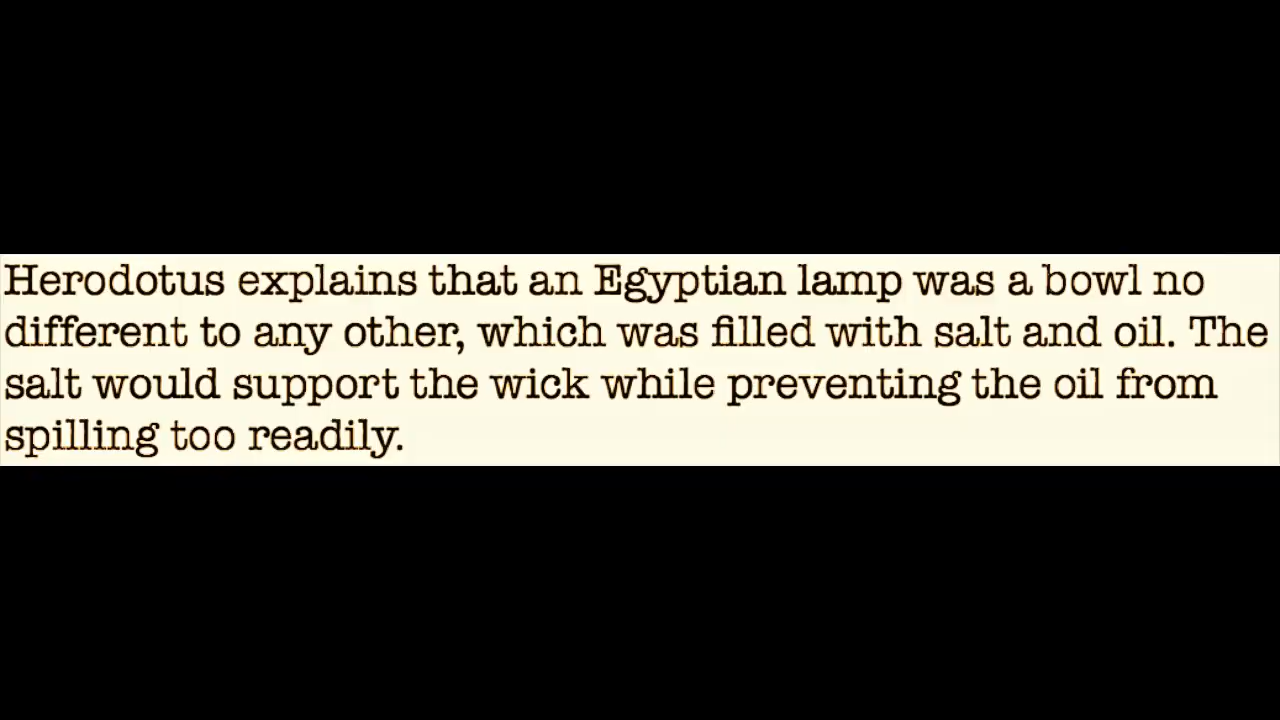 Herodotus explains that an Egyptian lamp was a bowl no
different to any other, which was filled with salt and oil. The
salt would support the wick while preventing the oil from
spilling too readily.